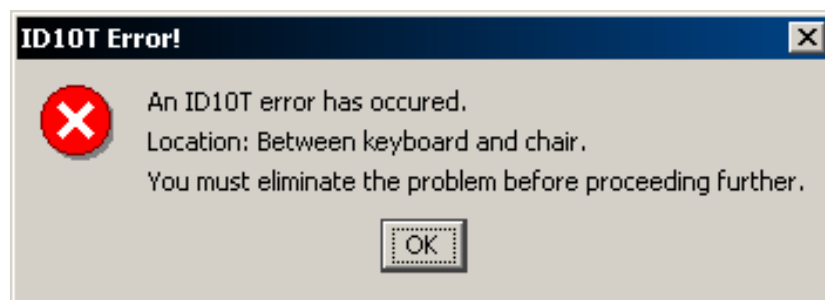 ID10T Error!
An ID10T error has occured.
Location: Between keyboard and chair.
You must eliminate the problem before proceeding further.
OK